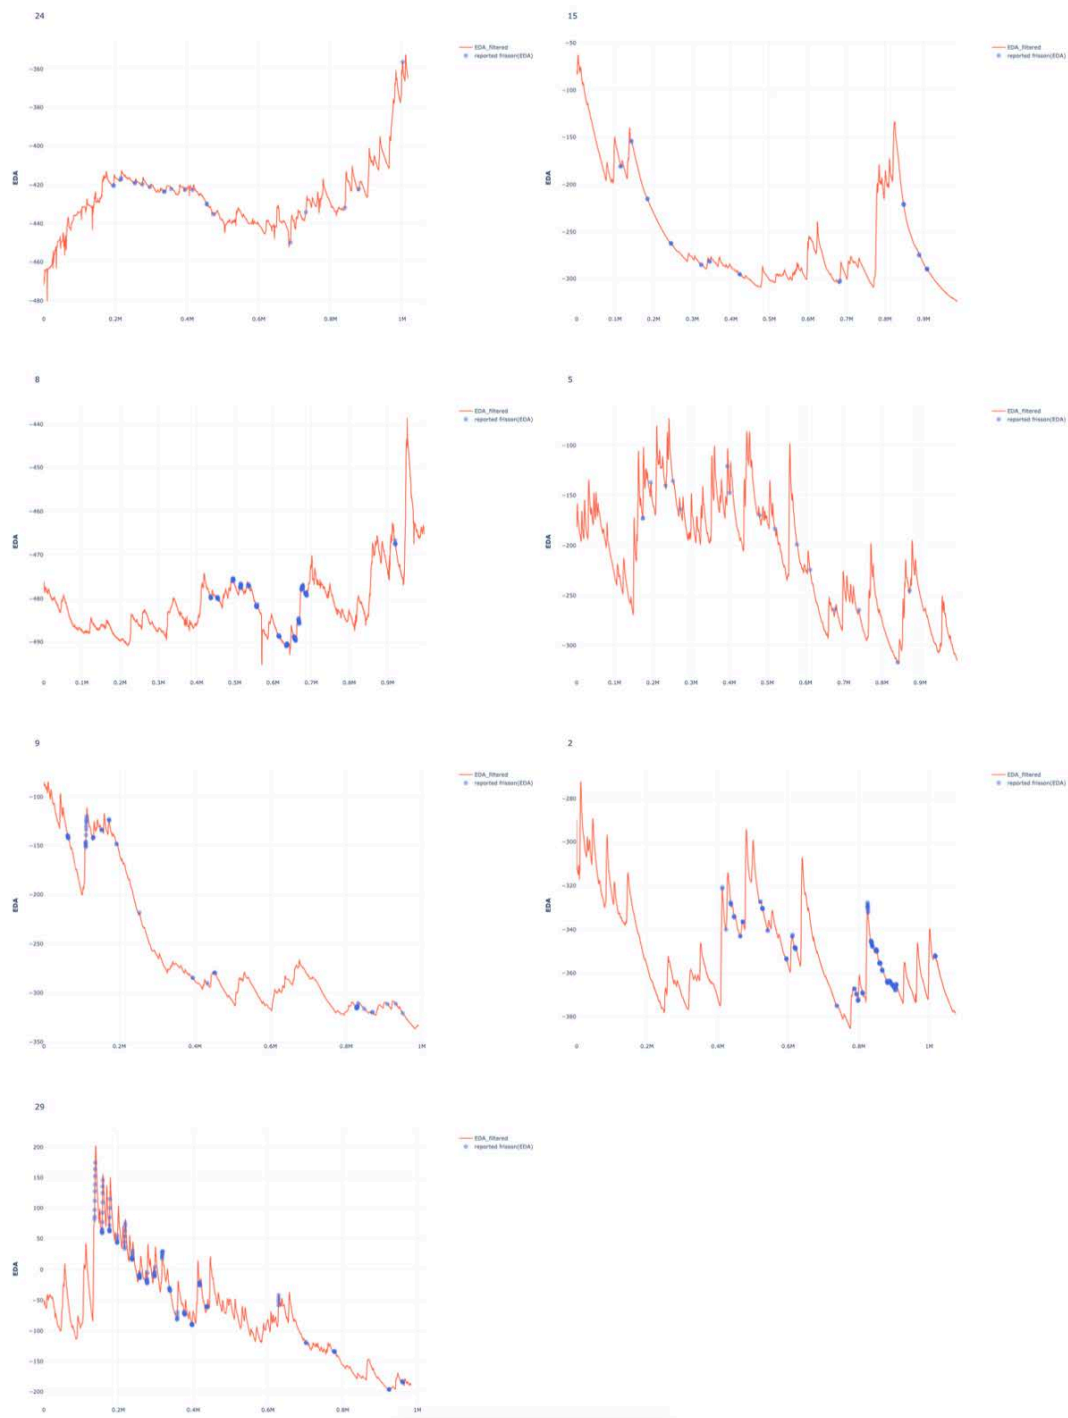 24
EDA_filtered
reported frisson(EDA)
EDA
−360
−380
−400
−420
−440
−460
−480
0
0.2M
0.4M
0.6M
0.8M
1M
15
EDA_filtered
reported frisson(EDA)
EDA
−50
−100
−150
−200
−250
−300
0
0.1M
0.2M
0.3M
0.4M
0.5M
0.6M
0.7M
0.8M
0.9M
8
EDA_filtered
reported frisson(EDA)
EDA
−440
−450
−460
−470
−480
−490
0
0.1M
0.2M
0.3M
0.4M
0.5M
0.6M
0.7M
0.8M
0.9M
5
EDA_filtered
reported frisson(EDA)
EDA
−100
−150
−200
−250
−300
0
0.1M
0.2M
0.3M
0.4M
0.5M
0.6M
0.7M
0.8M
0.9M
9
EDA_filtered
reported frisson(EDA)
EDA
−100
−150
−200
−250
−300
−350
0
0.2M
0.4M
0.6M
0.8M
1M
2
EDA_filtered
reported frisson(EDA)
EDA
−280
−300
−320
−340
−360
−380
0
0.2M
0.4M
0.6M
0.8M
1M
29
EDA_filtered
reported frisson(EDA)
EDA
200
150
100
50
0
−50
−100
−150
−200
0
0.2M
0.4M
0.6M
0.8M
1M